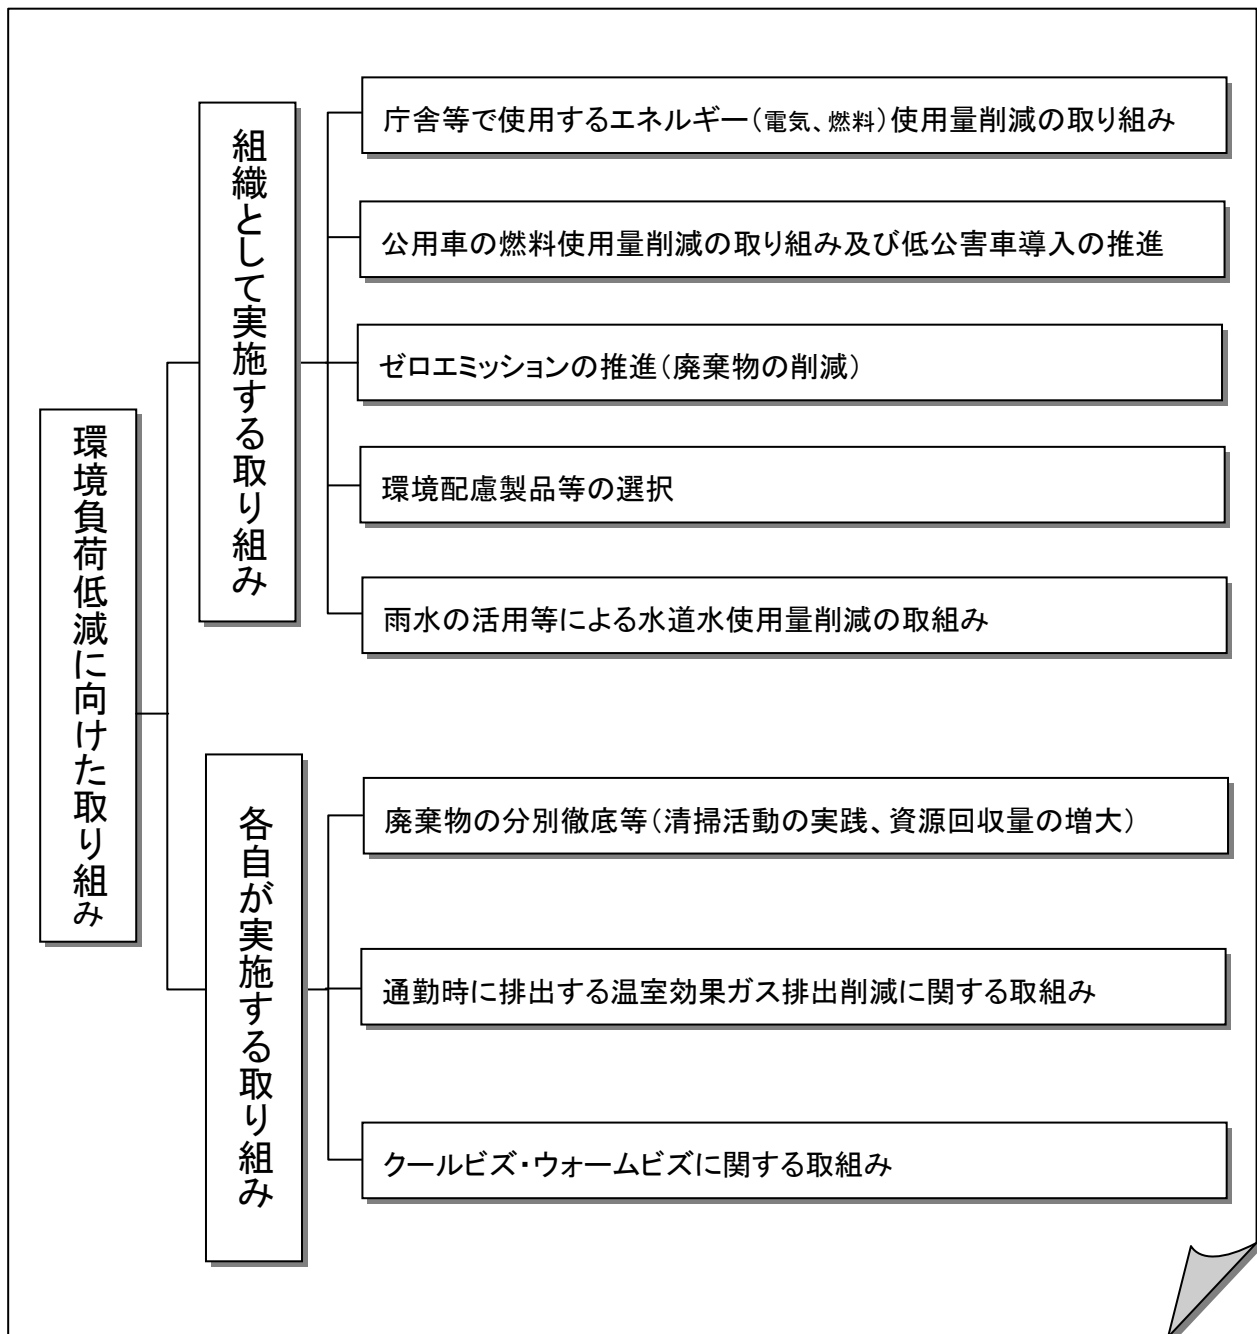 環境負荷低減に向けた取り組み
組織として実施する取り組み
庁舎等で使用するエネルギー（電気、燃料）使用量削減の取り組み
公用車の燃料使用量削減の取り組み及び低公害車導入の推進
ゼロエミッションの推進（廃棄物の削減）
環境配慮製品等の選択
雨水の活用等による水道水使用量削減の取組み
各自が実施する取り組み
廃棄物の分別徹底等（清掃活動の実践、資源回収量の増大）
通勤時に排出する温室効果ガス排出削減に関する取組み
クールビズ・ウォームビズに関する取組み